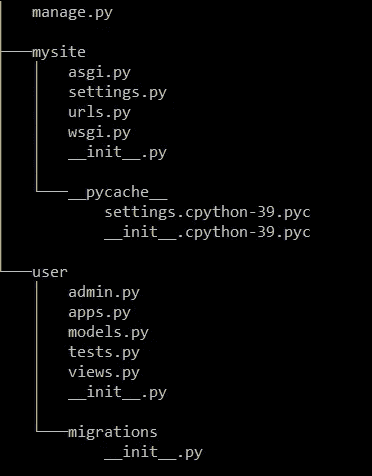 manage.py
mysite
asgi.py
settings.py
urls.py
wsgi.py
__init__.py
__pycache__
settings.cpython-39.pyc
__init__.cpython-39.pyc
user
admin.py
apps.py
models.py
tests.py
views.py
__init__.py
migrations
__init__.py